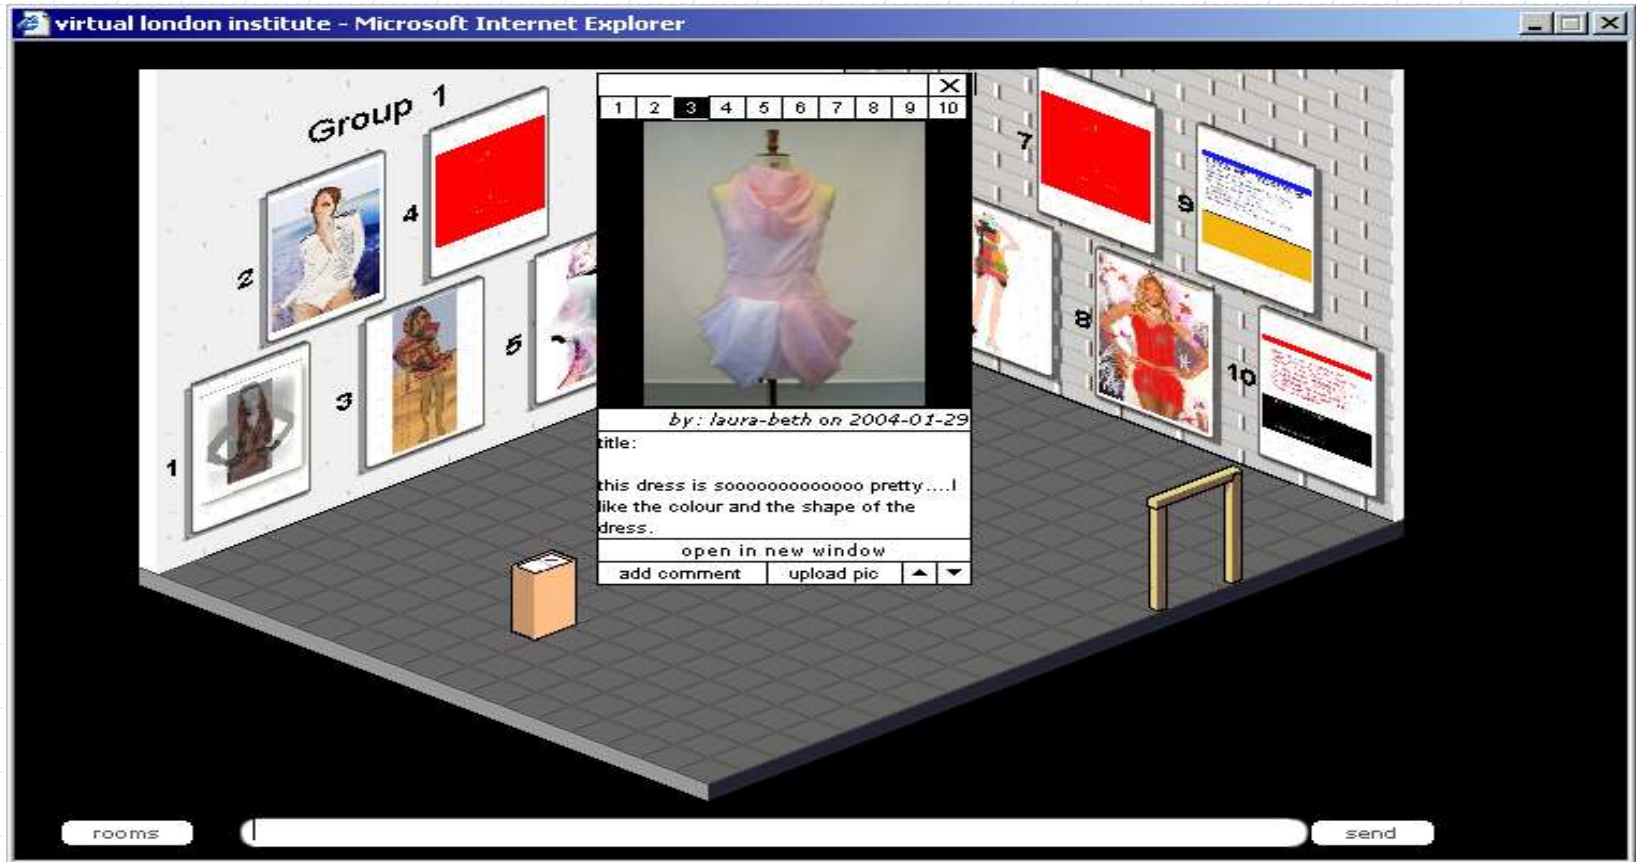 virtual london institute - Microsoft Internet Explorer
Group 1
1 2 3 4 5 6 7 8 9 10
2
4
3
5
1
7
9
8
10
by: laura-beth on 2004-01-29
title:
this dress is sooooooooooooo pretty....I
like the colour and the shape of the
dress.
open in new window
add comment upload pic
rooms send